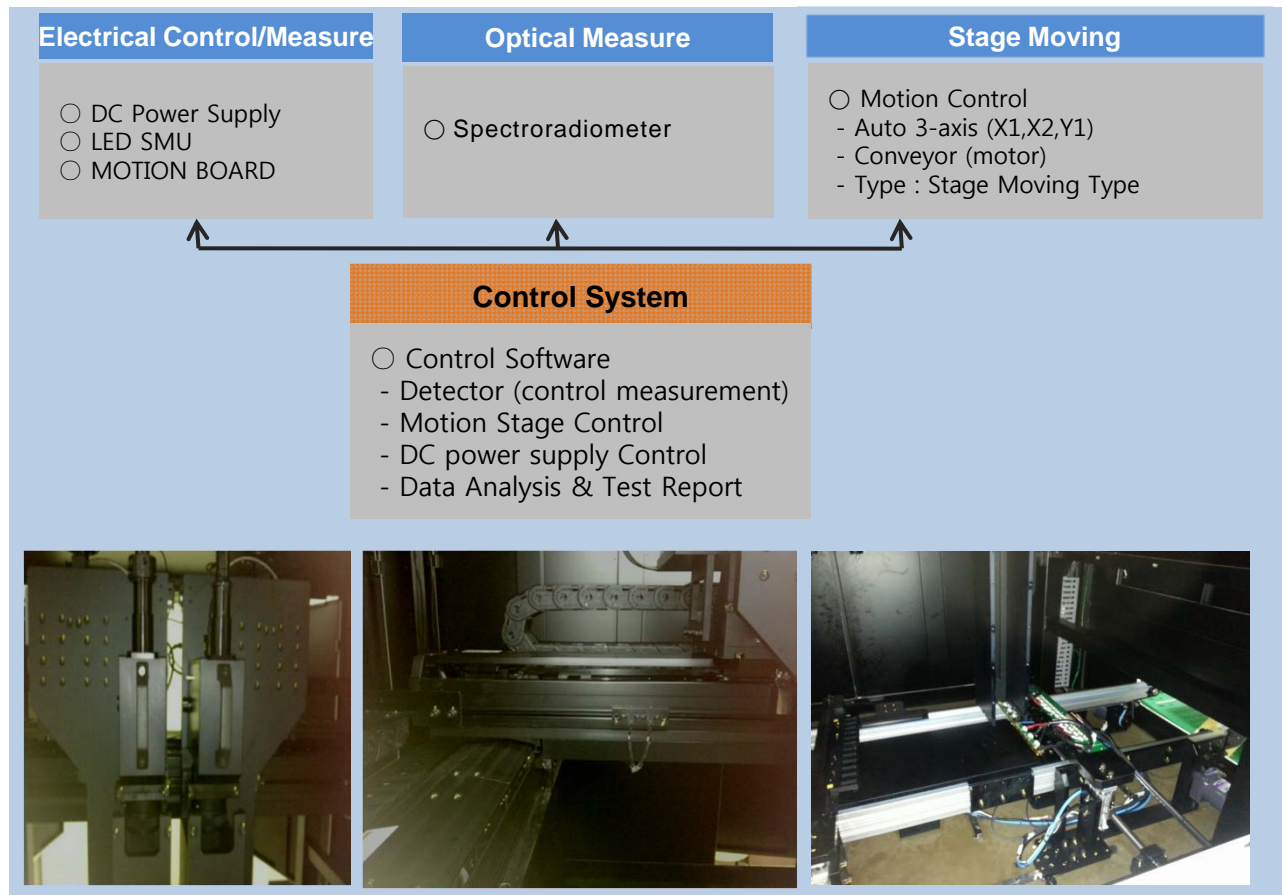 Electrical Control/Measure
○ DC Power Supply
○ LED SMU
○ MOTION BOARD
Optical Measure
○ Spectroradiometer
Stage Moving
○ Motion Control
- Auto 3-axis (X1,X2,Y1)
- Conveyor (motor)
- Type : Stage Moving Type
Control System
○ Control Software
- Detector (control measurement)
- Motion Stage Control
- DC power supply Control
- Data Analysis & Test Report